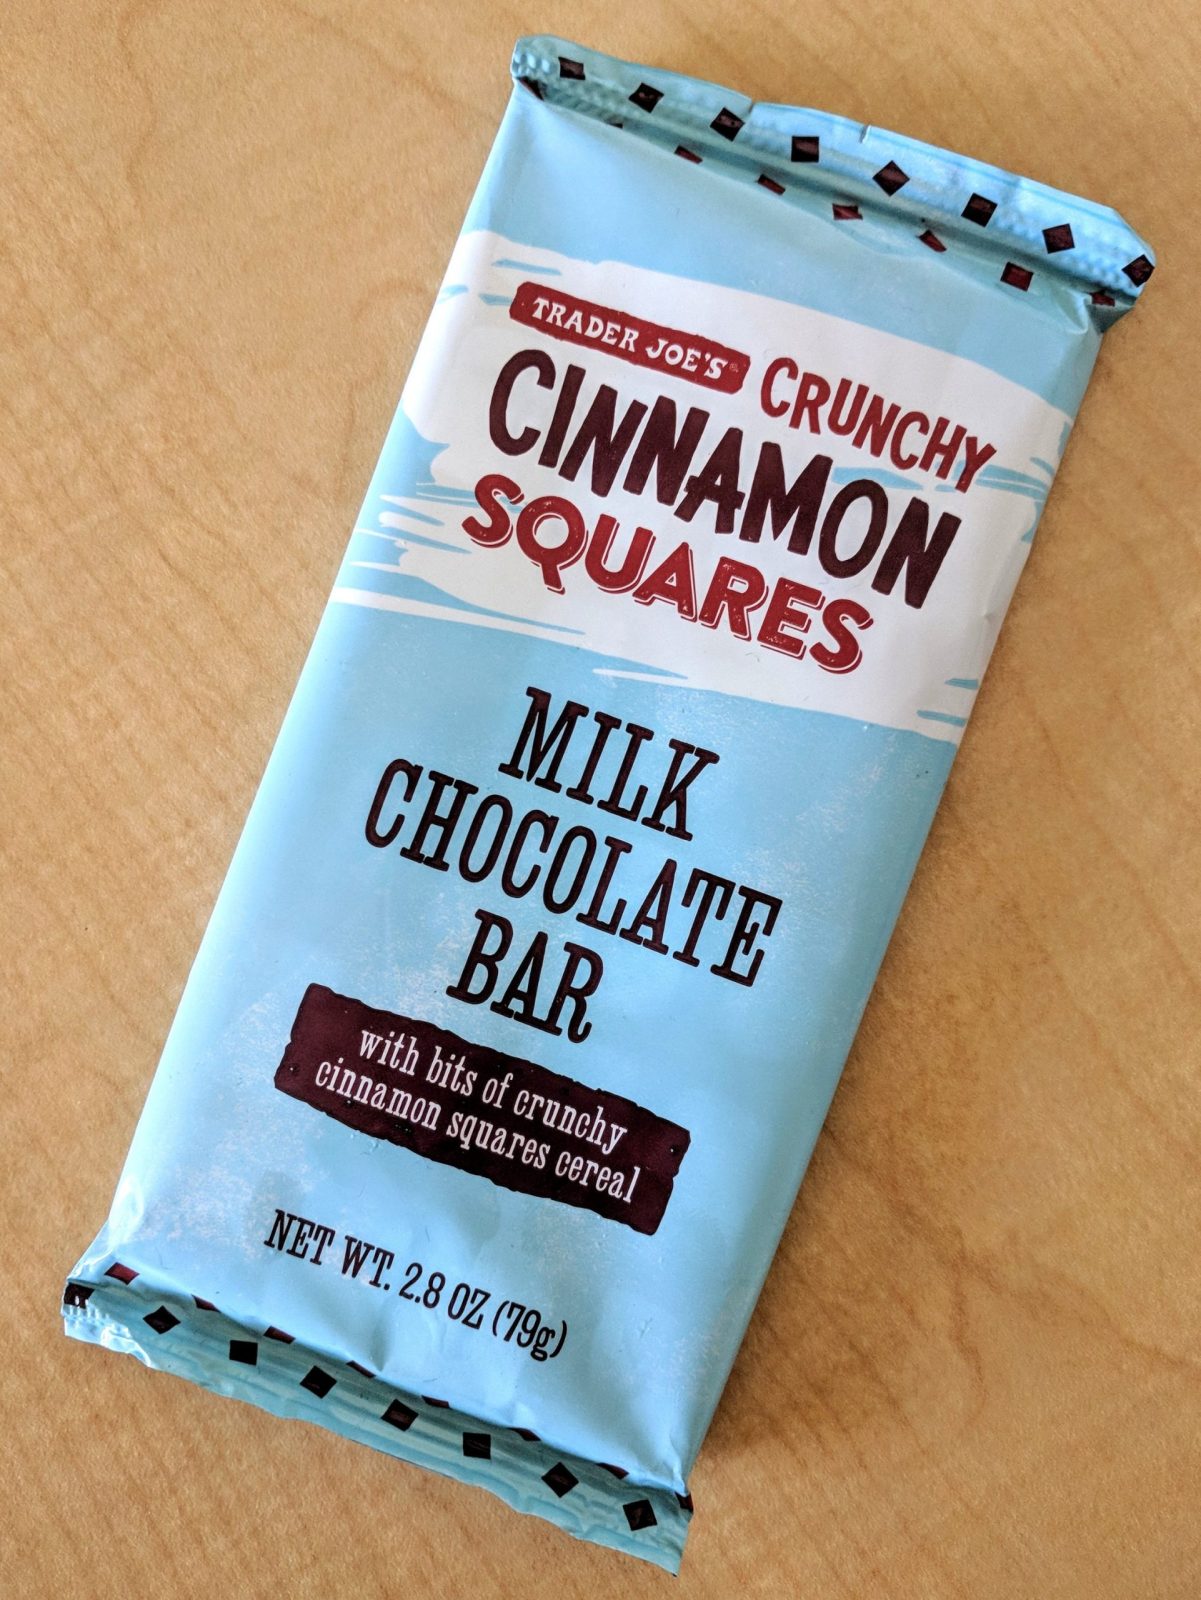 TRADER JOE'S CRUNCHY
CINNAMON
SQUARES
MILK
CHOCOLATE
BAR
with bits of crunchy
cinnamon squares cereal
NET WT. 2.8 OZ (79g)